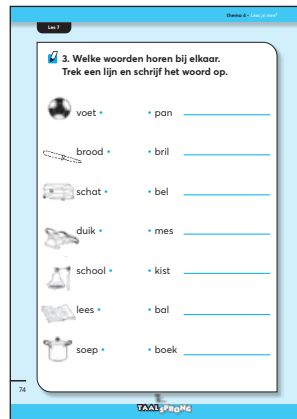 Thema 4 - Lees je mee?
Les 7
3. Welke woorden horen bij elkaar.
Trek een lijn en schrijf het woord op.
voet • • pan
brood • • bril
schat • • bel
duik • • mes
school • • kist
lees • • bal
soep • • boek
74
TAALSPRONG